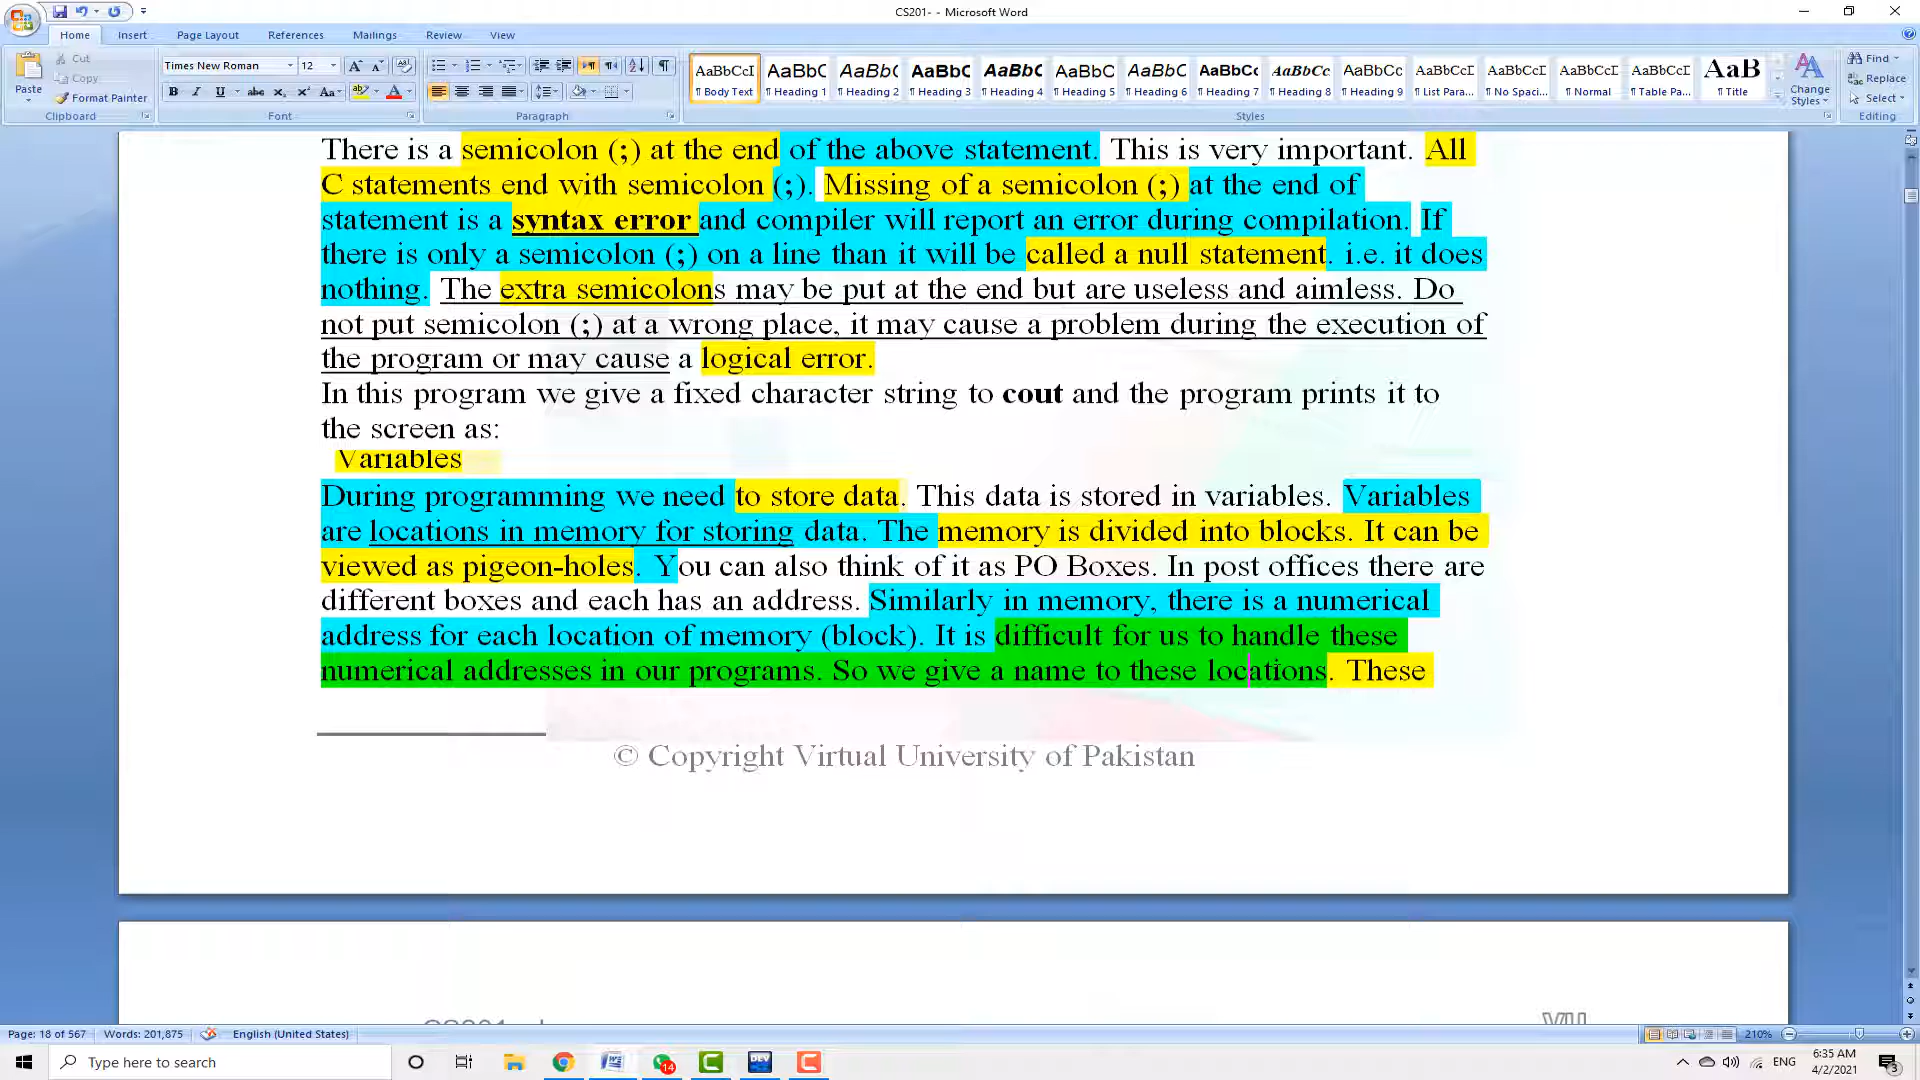 CS201- - Microsoft Word
Home Insert Page Layout References Mailings Review View
Paste Cut Copy Format Painter Clipboard
Times New Roman 12 Font
Paragraph
AaBbCcI AaBbC AaBbC AaBbC AaBbC AaBbCcI AaBbCcI AaBbCc AaBbCc AaBbCc AaBbCcI AaBbCcI AaBbCcI AaBbCcI AaB
¶ Body Text ¶ Heading 1 ¶ Heading 2 ¶ Heading 3 ¶ Heading 4 ¶ Heading 5 ¶ Heading 6 ¶ Heading 7 ¶ Heading 8 ¶ Heading 9 ¶ List Para... ¶ No Spaci... ¶ Normal ¶ Table Pa... ¶ Title
Styles
Change Styles
Find Replace Select Editing
There is a semicolon (;) at the end of the above statement. This is very important. All
C statements end with semicolon (;). Missing of a semicolon (;) at the end of
statement is a syntax error and compiler will report an error during compilation. If
there is only a semicolon (;) on a line than it will be called a null statement. i.e. it does
nothing. The extra semicolons may be put at the end but are useless and aimless. Do
not put semicolon (;) at a wrong place, it may cause a problem during the execution of
the program or may cause a logical error.
In this program we give a fixed character string to cout and the program prints it to
the screen as:
Variables
During programming we need to store data. This data is stored in variables. Variables
are locations in memory for storing data. The memory is divided into blocks. It can be
viewed as pigeon-holes. You can also think of it as PO Boxes. In post offices there are
different boxes and each has an address. Similarly in memory, there is a numerical
address for each location of memory (block). It is difficult for us to handle these
numerical addresses in our programs. So we give a name to these locations. These
© Copyright Virtual University of Pakistan
Page: 18 of 567 Words: 201,875 English (United States) 210%
Type here to search
14
DEV
ENG
6:35 AM
4/2/2021
3